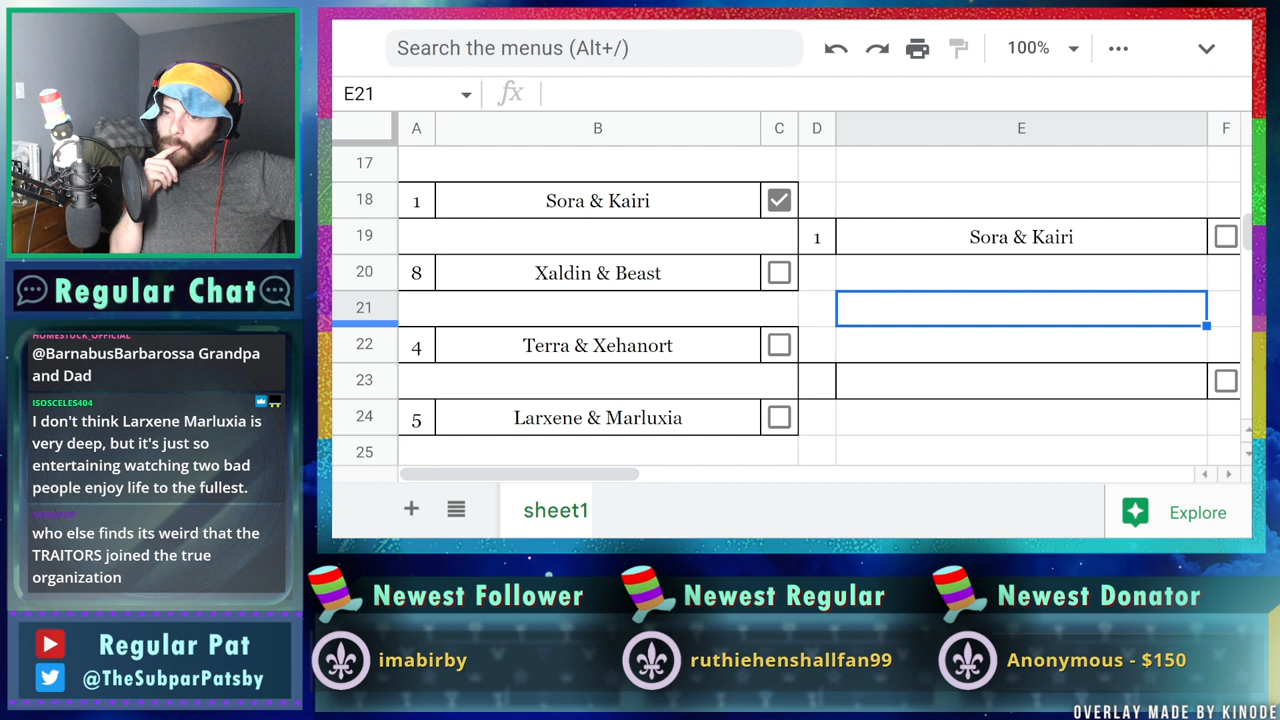 Search the menus (Alt+/)
100%
E21
fx
A B C D E F
17
18 1 Sora & Kairi
19 1 Sora & Kairi
20 8 Xaldin & Beast
21
22 4 Terra & Xehanort
23
24 5 Larxene & Marluxia
25
sheet1
Explore
Regular Chat
HOMESTUCK_OFFICIAL
@BarnabusBarbarossa Grandpa
and Dad
ISOSCELES404
I don't think Larxene Marluxia is
very deep, but it's just so
entertaining watching two bad
people enjoy life to the fullest.
who else finds its weird that the
TRAITORS joined the true
organization
Regular Pat
@TheSubparPatsby
Newest Follower
imabirby
Newest Regular
ruthiehenshallfan99
Newest Donator
Anonymous - $150
OVERLAY MADE BY KINODE